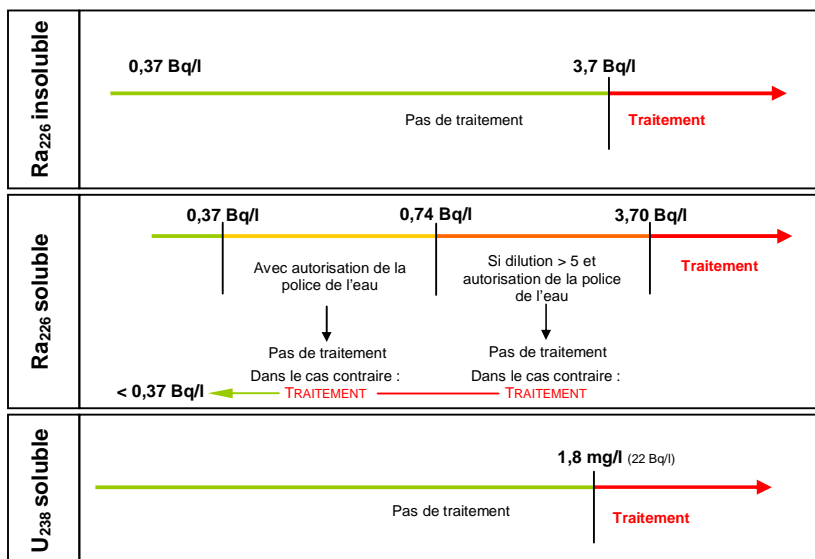 Ra226 insoluble
0,37 Bq/l
3,7 Bq/l
Pas de traitement
Traitement
Ra226 soluble
0,37 Bq/l
0,74 Bq/l
3,70 Bq/l
Avec autorisation de la
police de l'eau
Si dilution > 5 et
autorisation de la police
de l'eau
Traitement
Pas de traitement
Pas de traitement
Dans le cas contraire :
Dans le cas contraire :
< 0,37 Bq/l
TRAITEMENT
TRAITEMENT
U238 soluble
1,8 mg/l (22 Bq/l)
Pas de traitement
Traitement